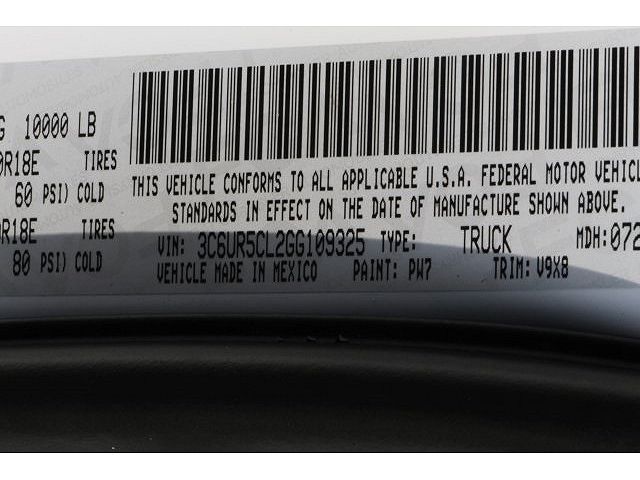 G 10000 LB
0R18E TIRES
60 PSI) COLD
0R18E TIRES
80 PSI) COLD
THIS VEHICLE CONFORMS TO ALL APPLICABLE U.S.A. FEDERAL MOTOR VEHICL
STANDARDS IN EFFECT ON THE DATE OF MANUFACTURE SHOWN ABOVE.
VIN: 3C6UR5CL2GG109325 TYPE: TRUCK MDH: 072
VEHICLE MADE IN MEXICO PAINT: PW7 TRIM: V9X8